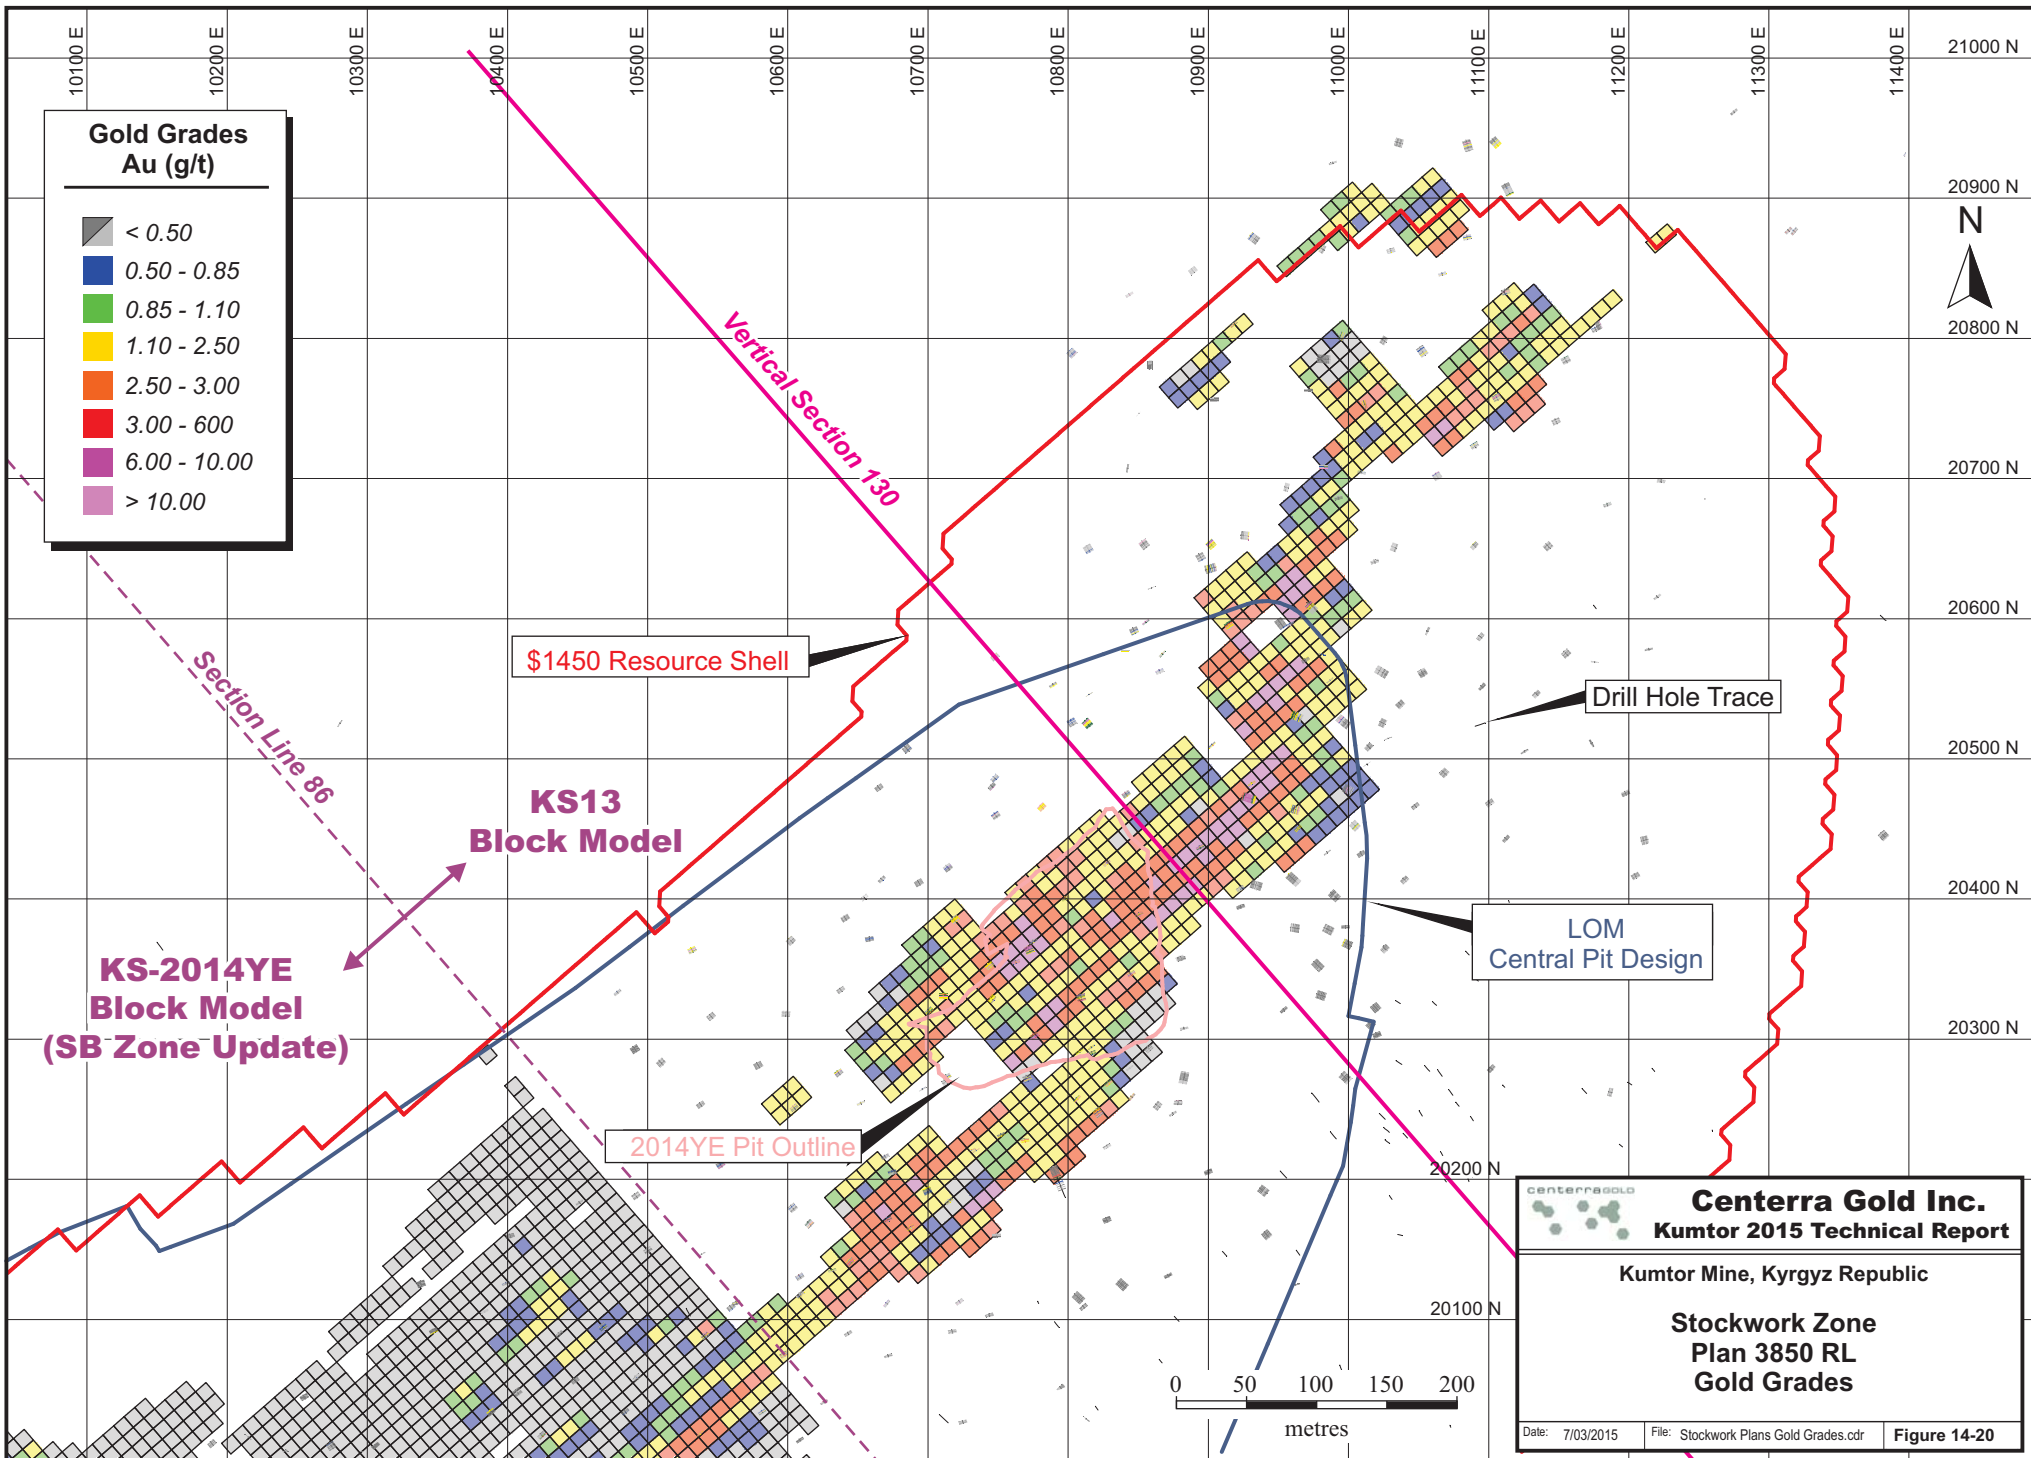 10100 E
10200 E
10300 E
10400 E
10500 E
10600 E
10700 E
10800 E
10900 E
11000 E
11100 E
11200 E
11300 E
11400 E
21000 N
20900 N
20800 N
20700 N
20600 N
20500 N
20400 N
20300 N
20200 N
20100 N
N
Gold Grades
Au (g/t)
< 0.50
0.50 - 0.85
0.85 - 1.10
1.10 - 2.50
2.50 - 3.00
3.00 - 600
6.00 - 10.00
> 10.00
Vertical Section 130
Section Line 86
$1450 Resource Shell
Drill Hole Trace
KS13
Block Model
KS-2014YE
Block Model
(SB Zone Update)
LOM
Central Pit Design
2014YE Pit Outline
0 50 100 150 200
metres
centerraGOLD
Centerra Gold Inc.
Kumtor 2015 Technical Report
Kumtor Mine, Kyrgyz Republic
Stockwork Zone
Plan 3850 RL
Gold Grades
Date: 7/03/2015
File: Stockwork Plans Gold Grades.cdr
Figure 14-20